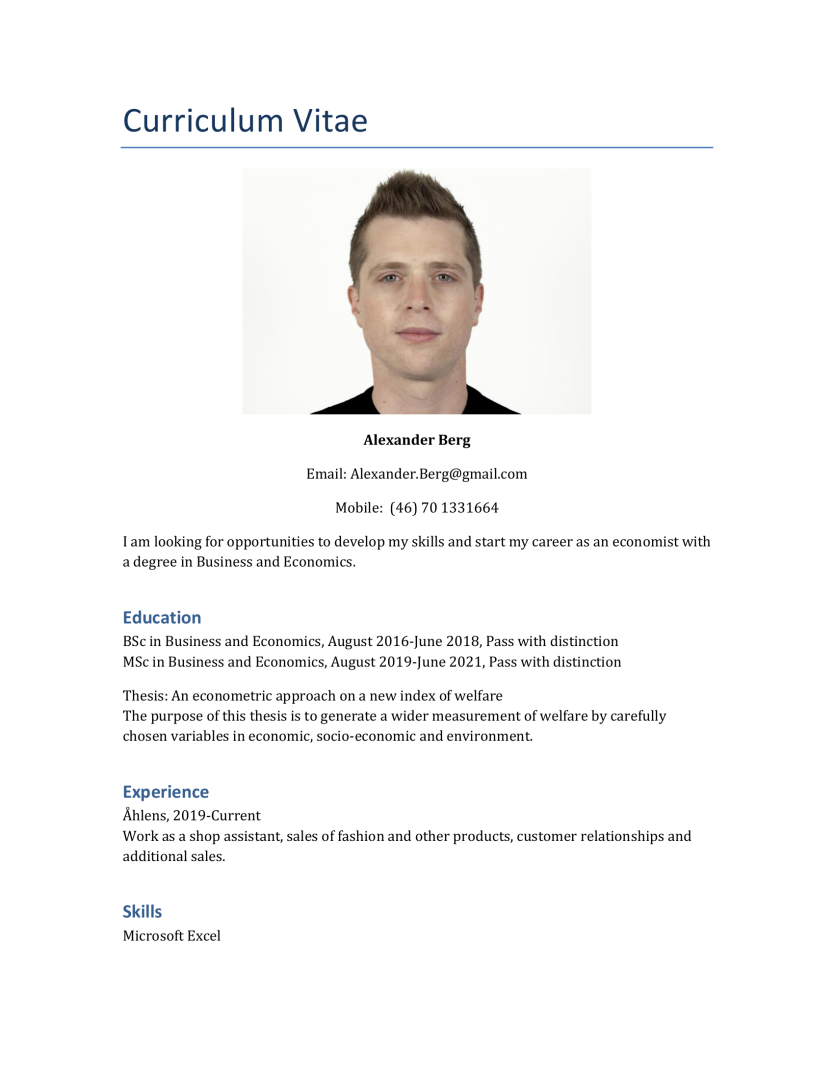 Curriculum Vitae
Alexander Berg
Email: Alexander.Berg@gmail.com
Mobile:  (46) 70 1331664
I am looking for opportunities to develop my skills and start my career as an economist with
a degree in Business and Economics.
Education
BSc in Business and Economics, August 2016-June 2018, Pass with distinction
MSc in Business and Economics, August 2019-June 2021, Pass with distinction
Thesis: An econometric approach on a new index of welfare
The purpose of this thesis is to generate a wider measurement of welfare by carefully
chosen variables in economic, socio-economic and environment.
Experience
Åhlens, 2019-Current
Work as a shop assistant, sales of fashion and other products, customer relationships and
additional sales.
Skills
Microsoft Excel